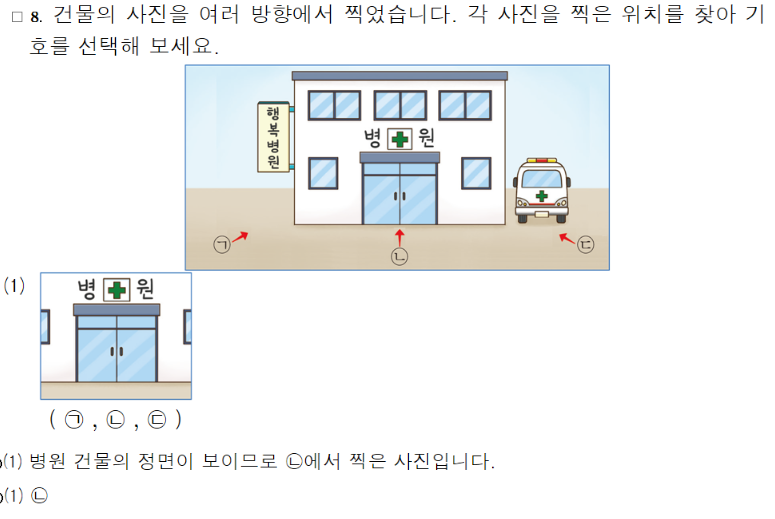 □ 8. 건물의 사진을 여러 방향에서 찍었습니다. 각 사진을 찍은 위치를 찾아 기
호를 선택해 보세요.
행복병원
병 원
㉠
㉡
㉢
(1)
병 원
( ㉠ , ㉡ , ㉢ )
(1) 병원 건물의 정면이 보이므로 ㉡에서 찍은 사진입니다.
(1) ㉡